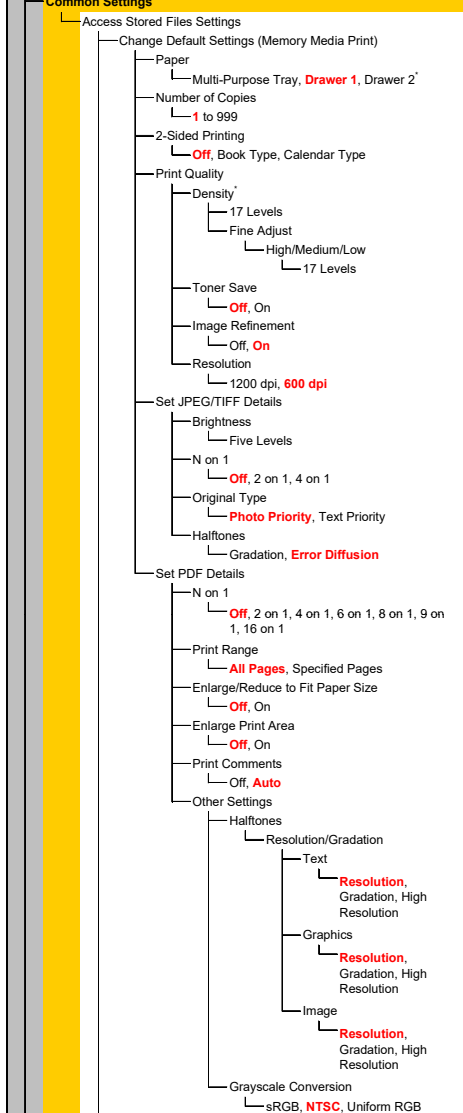 Common Settings
Access Stored Files Settings
Change Default Settings (Memory Media Print)
Paper
Multi-Purpose Tray, Drawer 1, Drawer 2*
Number of Copies
1 to 999
2-Sided Printing
Off, Book Type, Calendar Type
Print Quality
Density*
17 Levels
Fine Adjust
High/Medium/Low
17 Levels
Toner Save
Off, On
Image Refinement
Off, On
Resolution
1200 dpi, 600 dpi
Set JPEG/TIFF Details
Brightness
Five Levels
N on 1
Off, 2 on 1, 4 on 1
Original Type
Photo Priority, Text Priority
Halftones
Gradation, Error Diffusion
Set PDF Details
N on 1
Off, 2 on 1, 4 on 1, 6 on 1, 8 on 1, 9 on
1, 16 on 1
Print Range
All Pages, Specified Pages
Enlarge/Reduce to Fit Paper Size
Off, On
Enlarge Print Area
Off, On
Print Comments
Off, Auto
Other Settings
Halftones
Resolution/Gradation
Text
Resolution,
Gradation, High
Resolution
Graphics
Resolution,
Gradation, High
Resolution
Image
Resolution,
Gradation, High
Resolution
Grayscale Conversion
sRGB, NTSC, Uniform RGB